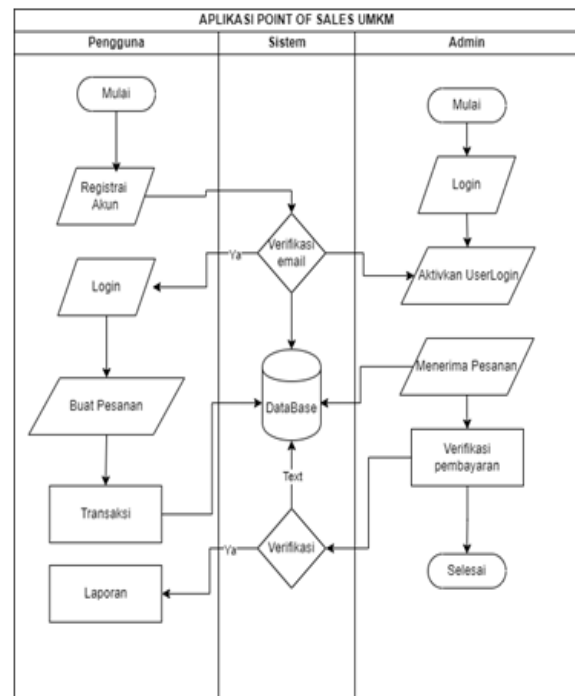 APLIKASI POINT OF SALES UMKM
Pengguna
Sistem
Admin
Mulai
Mulai
Registrai
Akun
Login
Verifikasi
email
Ya
Login
Aktivkan UserLogin
Buat Pesanan
DataBase
Menerima Pesanan
Transaksi
Text
Verifikasi
pembayaran
Laporan
Ya
Verifikasi
Selesai